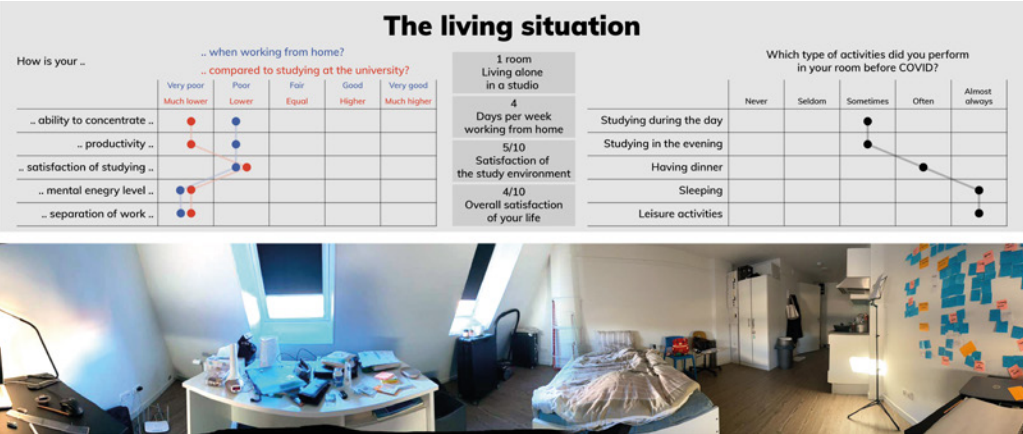 The living situation
How is your ..
.. when working from home?
.. compared to studying at the university?
Very poor Poor Fair Good Very good
Much lower Lower Equal Higher Much higher
.. ability to concentrate ..
.. productivity ..
.. satisfaction of studying ..
.. mental enegry level ..
.. separation of work ..
1 room
Living alone
in a studio
4
Days per week
working from home
5/10
Satisfaction of
the study environment
4/10
Overall satisfaction
of your life
Which type of activities did you perform
in your room before COVID?
Never Seldom Sometimes Often Almost
always
Studying during the day
Studying in the evening
Having dinner
Sleeping
Leisure activities